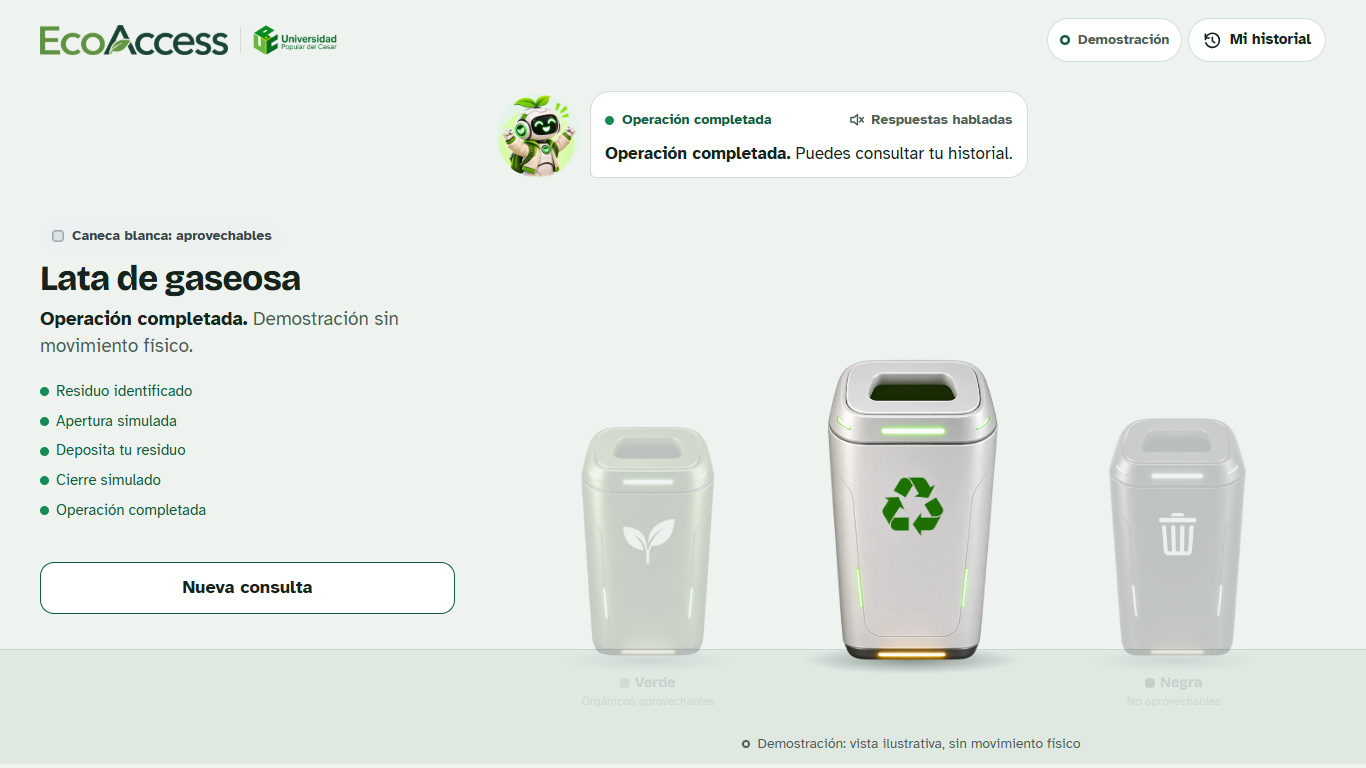 EcoAccess
Universidad
Popular del Cesar
Demostración
Mi historial
Operación completada
Respuestas habladas
Operación completada. Puedes consultar tu historial.
Caneca blanca: aprovechables
Lata de gaseosa
Operación completada. Demostración sin
movimiento físico.
Residuo identificado
Apertura simulada
Deposita tu residuo
Cierre simulado
Operación completada
Nueva consulta
Verde
Orgánicos aprovechables
Negra
No aprovechables
Demostración: vista ilustrativa, sin movimiento físico